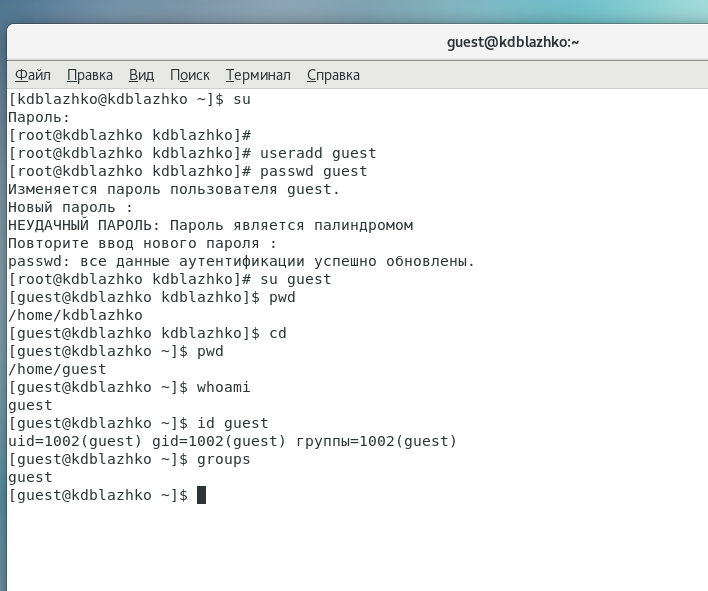 guest@kdblazhko:~
Файл Правка Вид Поиск Терминал Справка
[kdblazhko@kdblazhko ~]$ su
Пароль:
[root@kdblazhko kdblazhko]#
[root@kdblazhko kdblazhko]# useradd guest
[root@kdblazhko kdblazhko]# passwd guest
Изменяется пароль пользователя guest.
Новый пароль :
НЕУДАЧНЫЙ ПАРОЛЬ: Пароль является палиндромом
Повторите ввод нового пароля :
passwd: все данные аутентификации успешно обновлены.
[root@kdblazhko kdblazhko]# su guest
[guest@kdblazhko kdblazhko]$ pwd
/home/kdblazhko
[guest@kdblazhko kdblazhko]$ cd
[guest@kdblazhko ~]$ pwd
/home/guest
[guest@kdblazhko ~]$ whoami
guest
[guest@kdblazhko ~]$ id guest
uid=1002(guest) gid=1002(guest) группы=1002(guest)
[guest@kdblazhko ~]$ groups
guest
[guest@kdblazhko ~]$